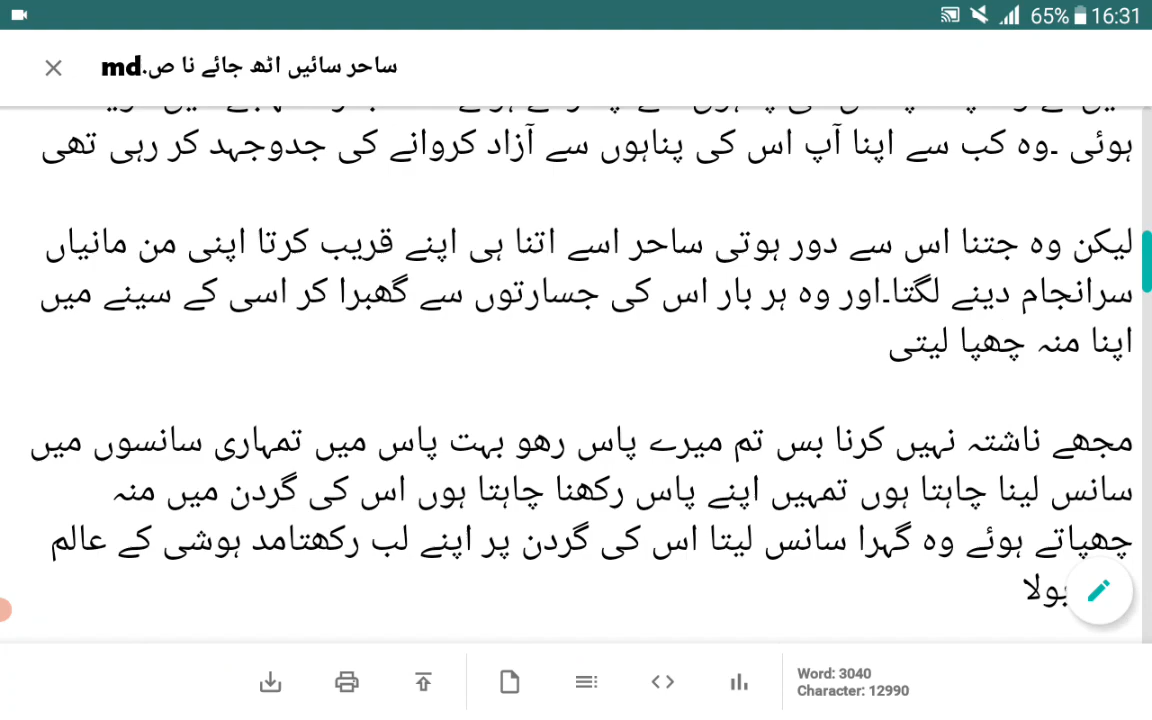 65% 16:31
ساحر سائیں اٹھ جائے نا ص.md
ہوئی ۔وہ کب سے اپنا آپ اس کی پناہوں سے آزاد کروانے کی جدوجہد کر رہی تھی
لیکن وہ جتنا اس سے دور ہوتی ساحر اسے اتنا ہی اپنے قریب کرتا اپنی من مانیاں
سرانجام دینے لگتا۔اور وہ ہر بار اس کی جسارتوں سے گھبرا کر اسی کے سینے میں
اپنا منہ چھپا لیتی
مجھے ناشتہ نہیں کرنا بس تم میرے پاس رھو بہت پاس میں تمہاری سانسوں میں
سانس لینا چاہتا ہوں تمہیں اپنے پاس رکھنا چاہتا ہوں اس کی گردن میں منہ
چھپاتے ہوئے وہ گہرا سانس لیتا اس کی گردن پر اپنے لب رکھتامد ہوشی کے عالم
بولا
Word: 3040
Character: 12990